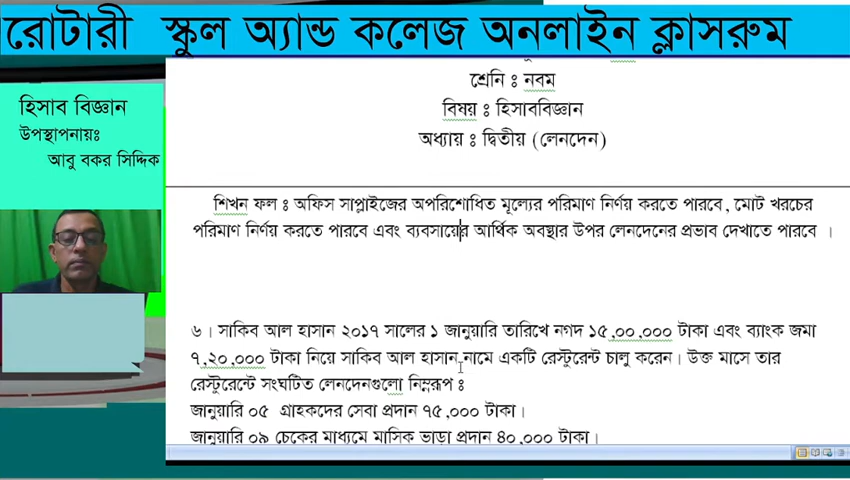 রোটারী স্কুল অ্যান্ড কলেজ অনলাইন ক্লাসরুম
হিসাব বিজ্ঞান
উপস্থাপনায়ঃ
আবু বকর সিদ্দিক
শ্রেনি ঃ নবম
বিষয় ঃ হিসাববিজ্ঞান
অধ্যায় ঃ দ্বিতীয় (লেনদেন)
শিখন ফল ঃ অফিস সাপ্লাইজের অপরিশোধিত মূল্যের পরিমাণ নির্ণয় করতে পারবে, মোট খরচের
পরিমাণ নির্ণয় করতে পারবে এবং ব্যবসায়ের আর্থিক অবস্থার উপর লেনদেনের প্রভাব দেখাতে পারবে ।
৬। সাকিব আল হাসান ২০১৭ সালের ১ জানুয়ারি তারিখে নগদ ১৫,০০,০০০ টাকা এবং ব্যাংক জমা
৭,২০,০০০ টাকা নিয়ে সাকিব আল হাসান নামে একটি রেস্টুরেন্ট চালু করেন। উক্ত মাসে তার
রেস্টুরেন্টে সংঘটিত লেনদেনগুলো নিম্নরূপ ঃ
জানুয়ারি ০৫ গ্রাহকদের সেবা প্রদান ৭৫,০০০ টাকা।
জানুয়ারি ০৯ চেকের মাধ্যমে মাসিক ভাড়া প্রদান ৪০,০০০ টাকা।